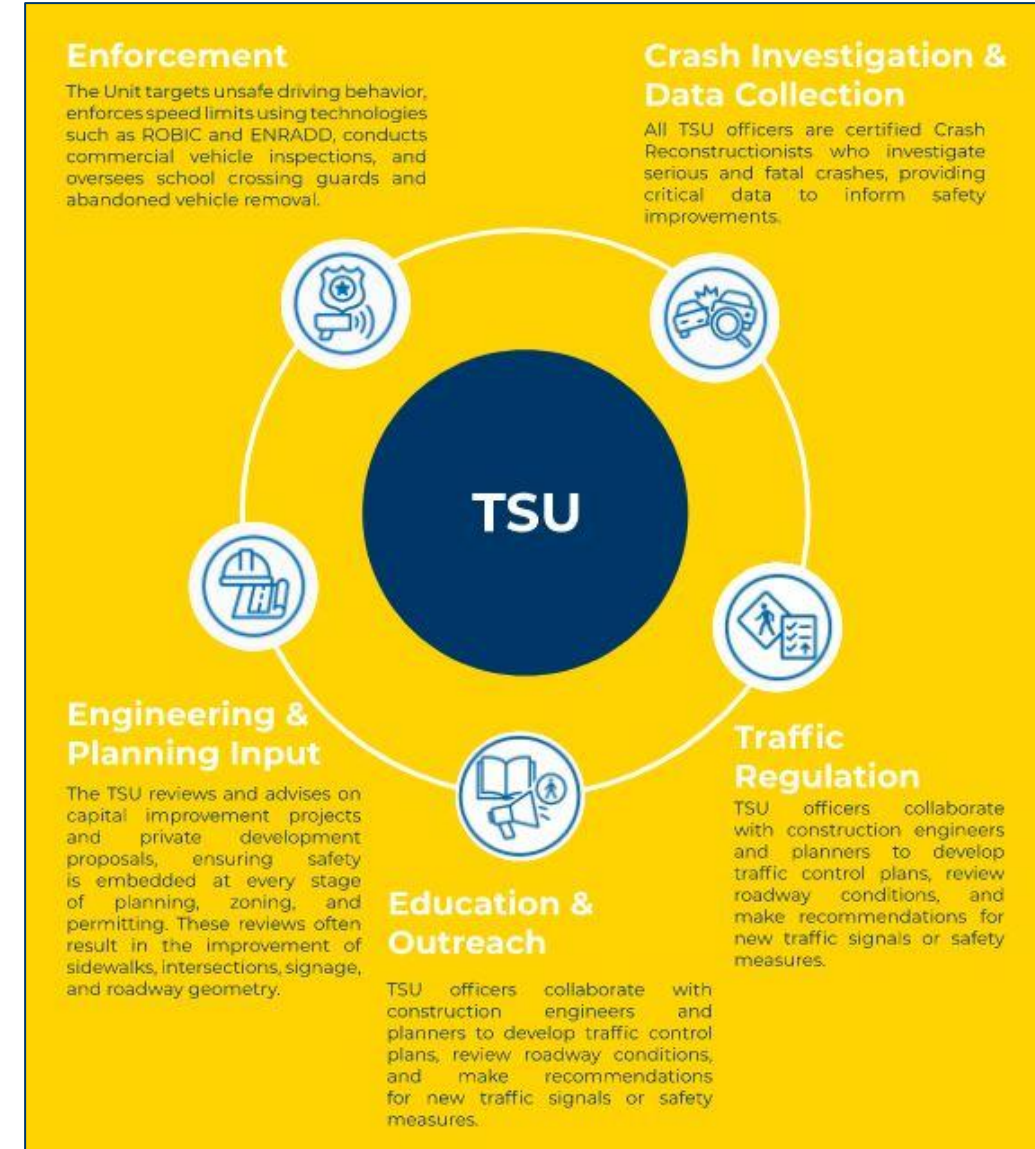 Enforcement
The Unit targets unsafe driving behavior,
enforces speed limits using technologies
such as ROBIC and ENRADD, conducts
commercial vehicle inspections, and
oversees school crossing guards and
abandoned vehicle removal.
Crash Investigation &
Data Collection
All TSU officers are certified Crash
Reconstructionists who investigate
serious and fatal crashes, providing
critical data to inform safety
improvements.
TSU
Engineering &
Planning Input
The TSU reviews and advises on
capital improvement projects
and private development
proposals, ensuring safety
is embedded at every stage
of planning, zoning, and
permitting. These reviews often
result in the improvement of
sidewalks, intersections, signage,
and roadway geometry.
Education &
Outreach
TSU officers collaborate with
construction engineers and
planners to develop traffic control
plans, review roadway conditions,
and make recommendations
for new traffic signals or safety
measures.
Traffic
Regulation
TSU officers collaborate
with construction engineers
and planners to develop
traffic control plans, review
roadway conditions, and
make recommendations for
new traffic signals or safety
measures.